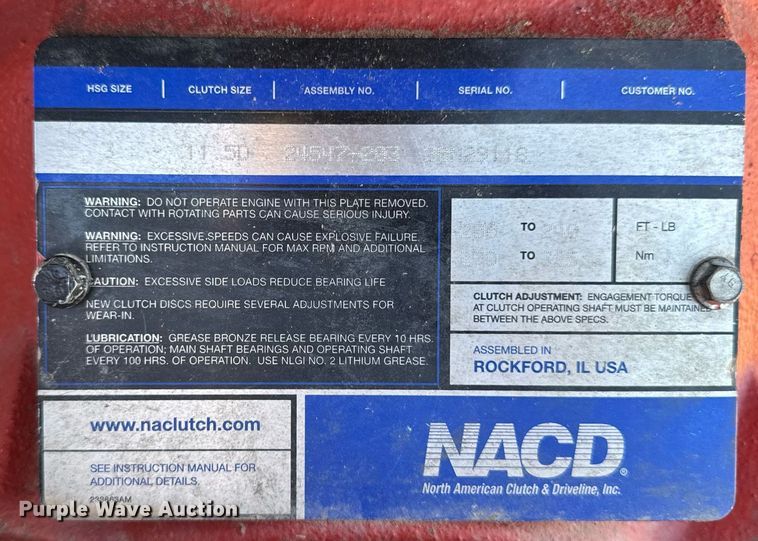 HSG SIZE CLUTCH SIZE ASSEMBLY NO. SERIAL NO. CUSTOMER NO.
11.5D 24547-203
WARNING: DO NOT OPERATE ENGINE WITH THIS PLATE REMOVED.
CONTACT WITH ROTATING PARTS CAN CAUSE SERIOUS INJURY.
WARNING: EXCESSIVE SPEEDS CAN CAUSE EXPLOSIVE FAILURE.
REFER TO INSTRUCTION MANUAL FOR MAX RPM AND ADDITIONAL
LIMITATIONS.
CAUTION: EXCESSIVE SIDE LOADS REDUCE BEARING LIFE
NEW CLUTCH DISCS REQUIRE SEVERAL ADJUSTMENTS FOR
WEAR-IN.
LUBRICATION: GREASE BRONZE RELEASE BEARING EVERY 10 HRS.
OF OPERATION; MAIN SHAFT BEARINGS AND OPERATING SHAFT
EVERY 100 HRS. OF OPERATION. USE NLGI NO. 2 LITHIUM GREASE.
TO FT - LB
TO Nm
CLUTCH ADJUSTMENT: ENGAGEMENT TORQUE
AT CLUTCH OPERATING SHAFT MUST BE MAINTAINED
BETWEEN THE ABOVE SPECS.
ASSEMBLED IN
ROCKFORD, IL USA
www.naclutch.com
SEE INSTRUCTION MANUAL FOR
ADDITIONAL DETAILS.
NACD®
North American Clutch & Driveline, Inc.
Purple Wave Auction